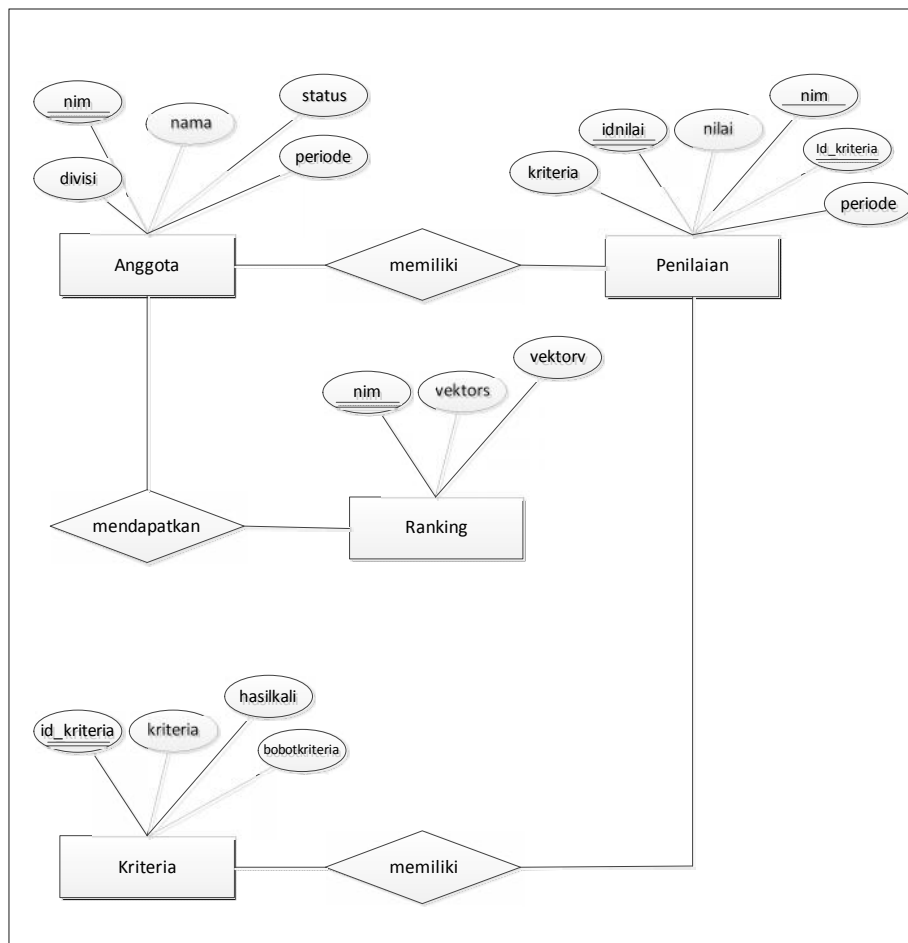 nim
nama
status
divisi
periode
Anggota
memiliki
kriteria
idnilai
nilai
nim
Id_kriteria
periode
Penilaian
nim
vektors
vektorv
mendapatkan
Ranking
id_kriteria
kriteria
hasilkali
bobotkriteria
Kriteria
memiliki